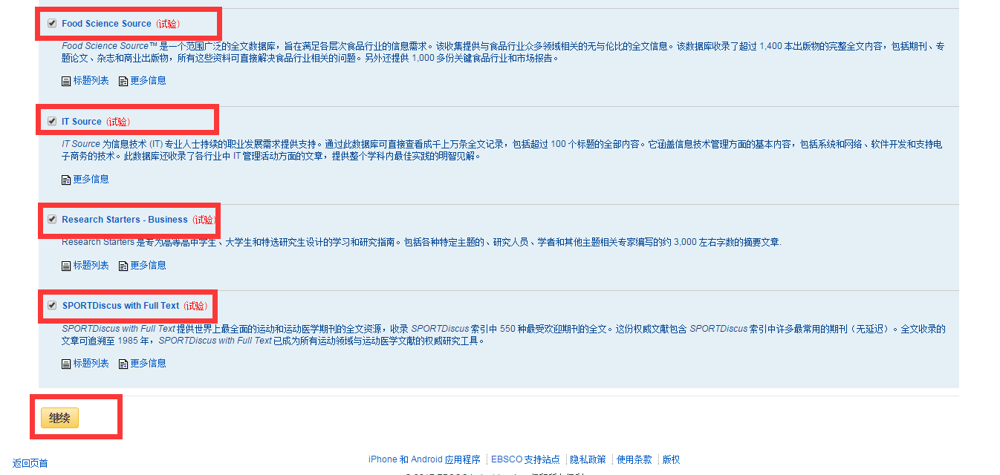 Food Science Source (试验)
Food Science Source™ 是一个范围广泛的全文数据库，旨在满足各层次食品行业的信息需求。该收集提供与食品行业众多领域相关的无与伦比的全文信息。该数据库收录了超过 1,400 本出版物的完整全文内容，包括期刊、专
题论文、杂志和商业出版物，所有这些资料可直接解决食品行业相关的问题。另外还提供 1,000 多份关键食品行业和市场报告。
标题列表 更多信息
IT Source (试验)
IT Source 为信息技术 (IT) 专业人士持续的职业发展需求提供支持。通过此数据库可直接查看成千上万条全文记录，包括超过 100 个标题的全部内容。它涵盖信息技术管理方面的基本内容，包括系统和网络、软件开发和支持电
子商务的技术。此数据库还收录了各行业中 IT 管理活动方面的文章，提供整个学科内最佳实践的明智见解。
更多信息
Research Starters - Business (试验)
Research Starters 是专为高等高中学生、大学生和特选研究生设计的学习和研究指南。包括各种特定主题的、研究人员、学者和其他主题相关专家编写的约 3,000 左右字数的摘要文章.
标题列表 更多信息
SPORTDiscus with Full Text (试验)
SPORTDiscus with Full Text 提供世界上最全面的运动和运动医学期刊的全文资源，收录 SPORTDiscus 索引中 550 种最受欢迎期刊的全文。这份权威文献包含 SPORTDiscus 索引中许多最常用的期刊（无延迟）。全文收录的
文章可追溯至 1985 年，SPORTDiscus with Full Text 已成为所有运动领域与运动医学文献的权威研究工具。
标题列表 更多信息
继续
iPhone 和 Android 应用程序 EBSCO 支持站点 隐私政策 使用条款 版权
返回页首